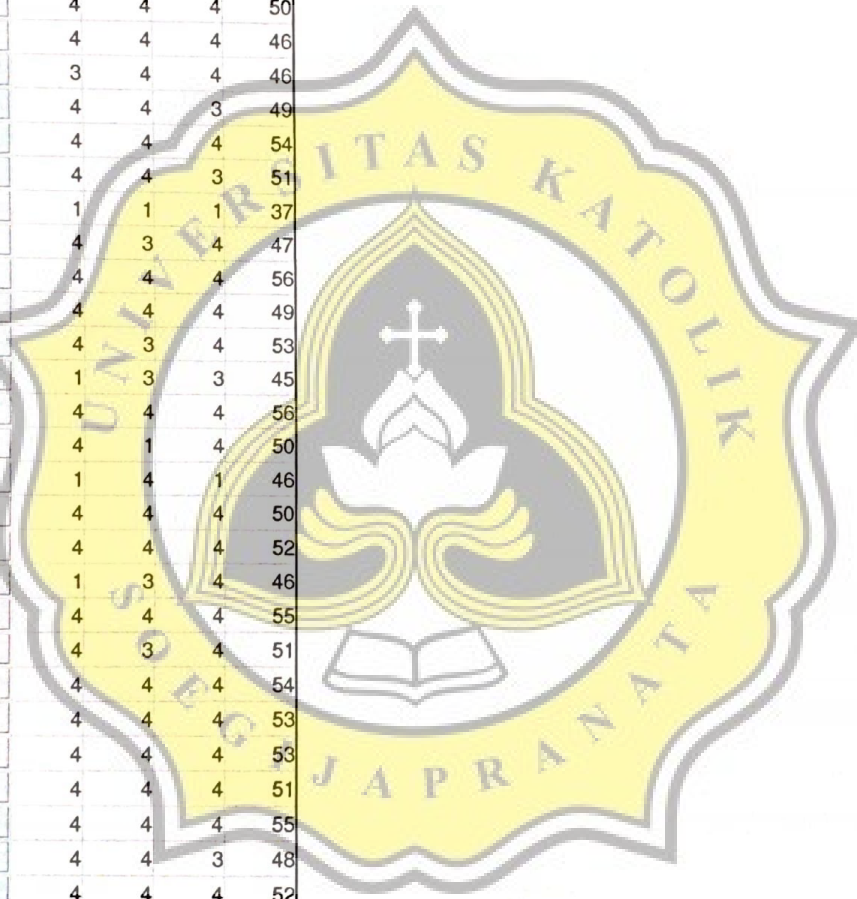 4 4 4 50
4 4 4 46
3 4 4 46
4 4 3 49
4 4 4 54
4 4 3 51
1 1 1 37
4 3 4 47
4 4 4 56
4 4 4 49
4 3 4 53
1 3 3 45
4 4 4 56
4 1 4 50
1 4 1 46
4 4 4 50
4 4 4 52
1 3 4 46
4 4 4 55
4 3 4 51
4 4 4 54
4 4 4 53
4 4 4 53
4 4 4 51
4 4 4 55
4 4 3 48
4 4 4 52
UNIVERSITAS KATOLIK
SOEGIJAPRANATA